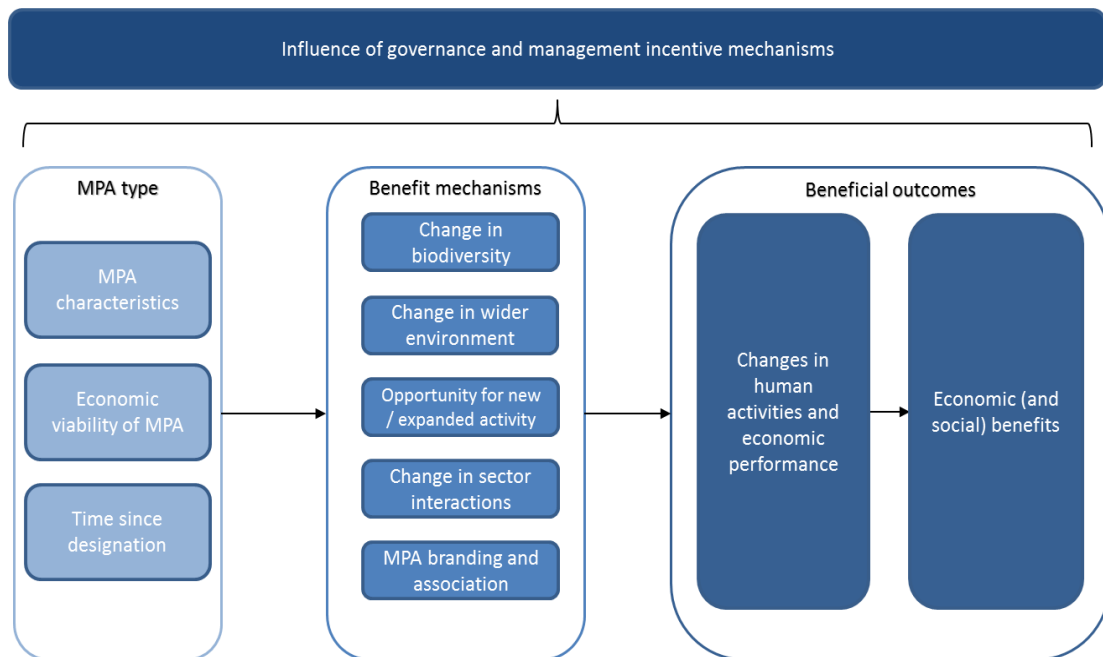 Influence of governance and management incentive mechanisms
MPA type
MPA
characteristics
Economic
viability of MPA
Time since
designation
Benefit mechanisms
Change in
biodiversity
Change in wider
environment
Opportunity for new
/ expanded activity
Change in sector
interactions
MPA branding and
association
Beneficial outcomes
Changes in
human
activities and
economic
performance
Economic (and
social) benefits